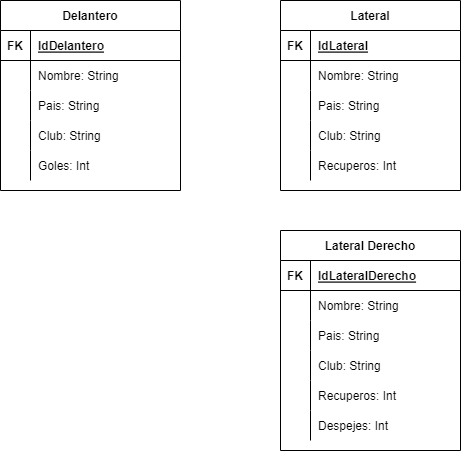 Delantero
FK IdDelantero
Nombre: String
Pais: String
Club: String
Goles: Int
Lateral
FK IdLateral
Nombre: String
Pais: String
Club: String
Recuperos: Int
Lateral Derecho
FK IdLateralDerecho
Nombre: String
Pais: String
Club: String
Recuperos: Int
Despejes: Int